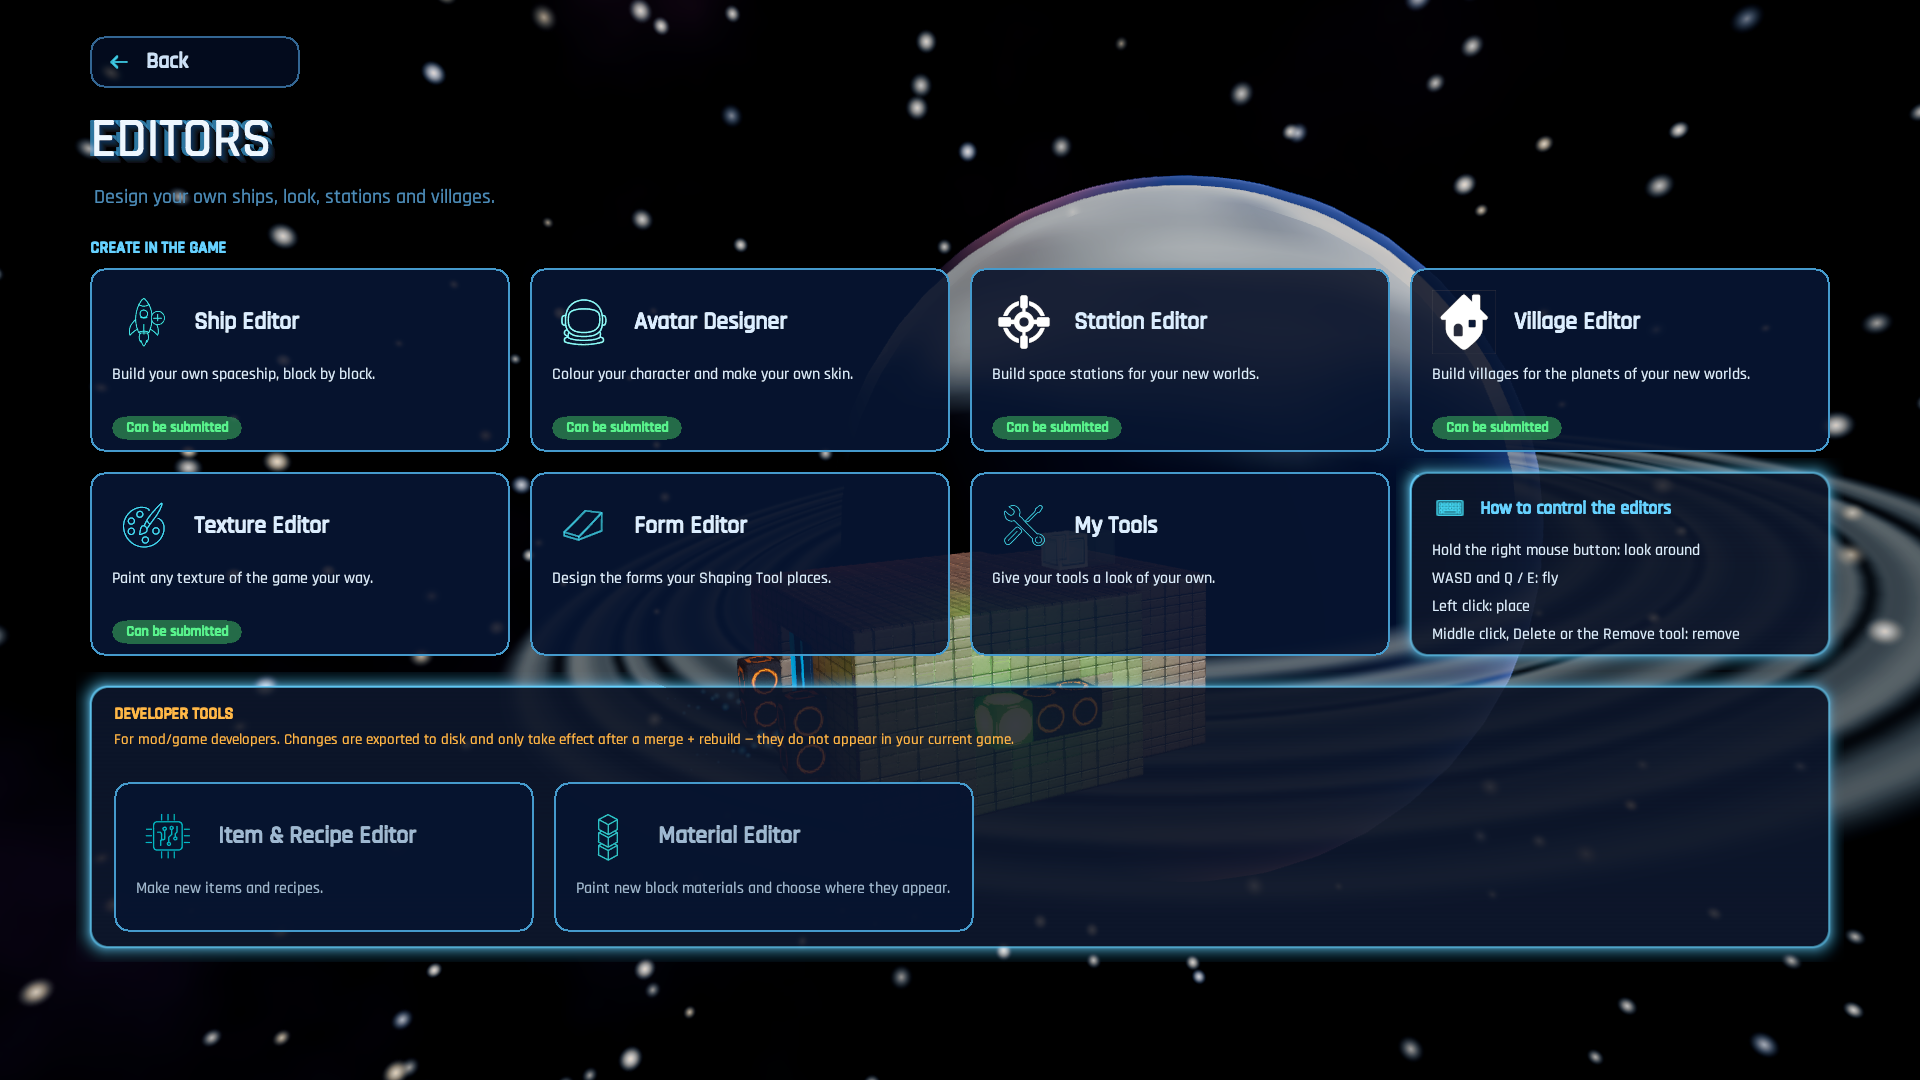 Back
EDITORS
Design your own ships, look, stations and villages.
CREATE IN THE GAME
Ship Editor
Build your own spaceship, block by block.
Can be submitted
Avatar Designer
Colour your character and make your own skin.
Can be submitted
Station Editor
Build space stations for your new worlds.
Can be submitted
Village Editor
Build villages for the planets of your new worlds.
Can be submitted
Texture Editor
Paint any texture of the game your way.
Can be submitted
Form Editor
Design the forms your Shaping Tool places.
My Tools
Give your tools a look of your own.
How to control the editors
Hold the right mouse button: look around
WASD and Q / E: fly
Left click: place
Middle click, Delete or the Remove tool: remove
DEVELOPER TOOLS
For mod/game developers. Changes are exported to disk and only take effect after a merge + rebuild – they do not appear in your current game.
Item & Recipe Editor
Make new items and recipes.
Material Editor
Paint new block materials and choose where they appear.